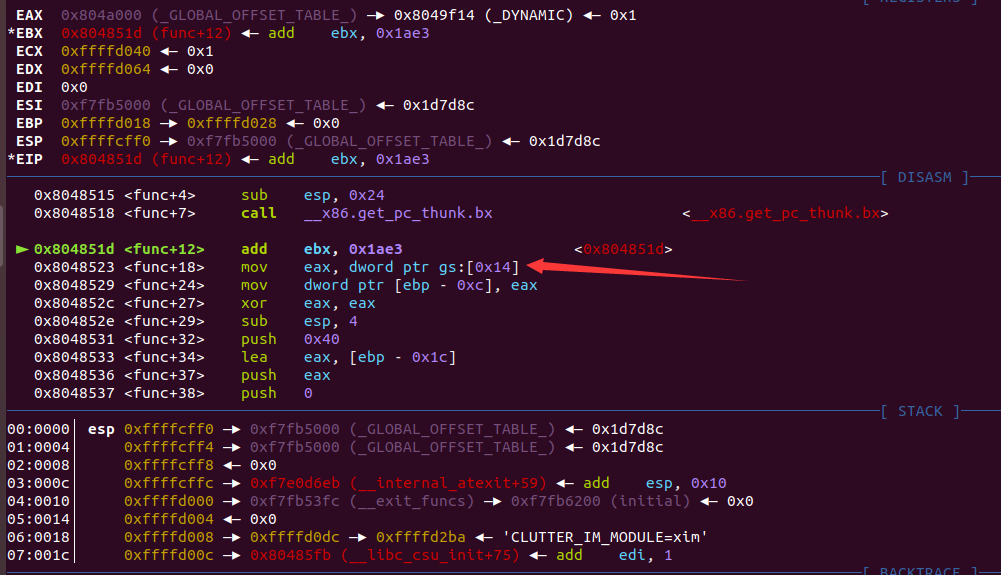 [ REGISTERS ]
EAX  0x804a000 (_GLOBAL_OFFSET_TABLE_) —▸ 0x8049f14 (_DYNAMIC) ◂— 0x1
*EBX  0x804851d (func+12) ◂— add    ebx, 0x1ae3
ECX  0xffffd040 ◂— 0x1
EDX  0xffffd064 ◂— 0x0
EDI  0x0
ESI  0xf7fb5000 (_GLOBAL_OFFSET_TABLE_) ◂— 0x1d7d8c
EBP  0xffffd018 —▸ 0xffffd028 ◂— 0x0
ESP  0xffffcff0 —▸ 0xf7fb5000 (_GLOBAL_OFFSET_TABLE_) ◂— 0x1d7d8c
*EIP  0x804851d (func+12) ◂— add    ebx, 0x1ae3
[ DISASM ]
0x8048515 <func+4>     sub    esp, 0x24
0x8048518 <func+7>     call   __x86.get_pc_thunk.bx                    <__x86.get_pc_thunk.bx>
► 0x804851d <func+12>    add    ebx, 0x1ae3                    <0x804851d>
0x8048523 <func+18>    mov    eax, dword ptr gs:[0x14]
0x8048529 <func+24>    mov    dword ptr [ebp - 0xc], eax
0x804852c <func+27>    xor    eax, eax
0x804852e <func+29>    sub    esp, 4
0x8048531 <func+32>    push   0x40
0x8048533 <func+34>    lea    eax, [ebp - 0x1c]
0x8048536 <func+37>    push   eax
0x8048537 <func+38>    push   0
[ STACK ]
00:0000│ esp 0xffffcff0 —▸ 0xf7fb5000 (_GLOBAL_OFFSET_TABLE_) ◂— 0x1d7d8c
01:0004│     0xffffcff4 —▸ 0xf7fb5000 (_GLOBAL_OFFSET_TABLE_) ◂— 0x1d7d8c
02:0008│     0xffffcff8 ◂— 0x0
03:000c│     0xffffcffc —▸ 0xf7e0d6eb (__internal_atexit+59) ◂— add    esp, 0x10
04:0010│     0xffffd000 —▸ 0xf7fb53fc (__exit_funcs) —▸ 0xf7fb6200 (initial) ◂— 0x0
05:0014│     0xffffd004 ◂— 0x0
06:0018│     0xffffd008 —▸ 0xffffd0dc —▸ 0xffffd2ba ◂— 'CLUTTER_IM_MODULE=xim'
07:001c│     0xffffd00c —▸ 0x80485fb (__libc_csu_init+75) ◂— add    edi, 1
[ BACKTRACE ]